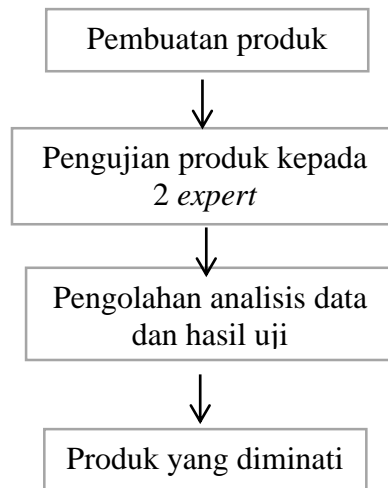 Pembuatan produk
Pengujian produk kepada
2 expert
Pengolahan analisis data
dan hasil uji
Produk yang diminati